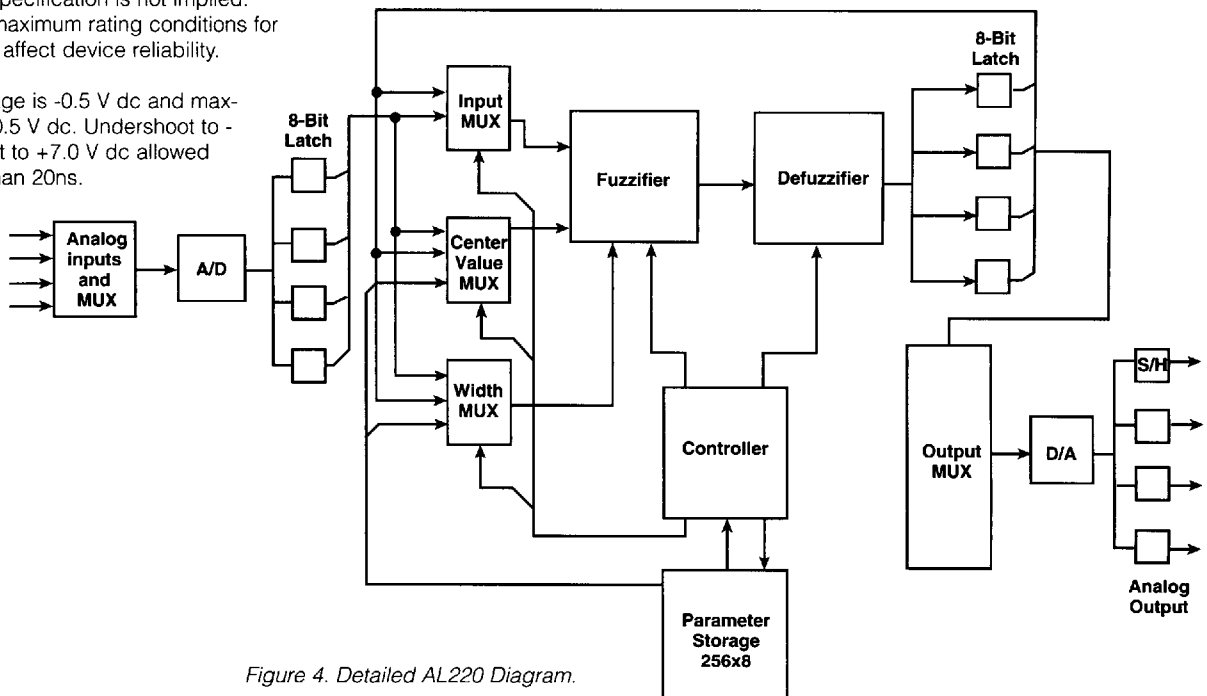 pecification is not implied.
maximum rating conditions for
affect device reliability.
ge is -0.5 V dc and max-
0.5 V dc. Undershoot to -
t to +7.0 V dc allowed
han 20ns.
8-Bit
Latch
Analog
inputs
and
MUX
A/D
Input
MUX
Center
Value
MUX
Width
MUX
Fuzzifier
Defuzzifier
8-Bit
Latch
Controller
Parameter
Storage
256x8
Output
MUX
D/A
S/H
Analog
Output
Figure 4. Detailed AL220 Diagram.